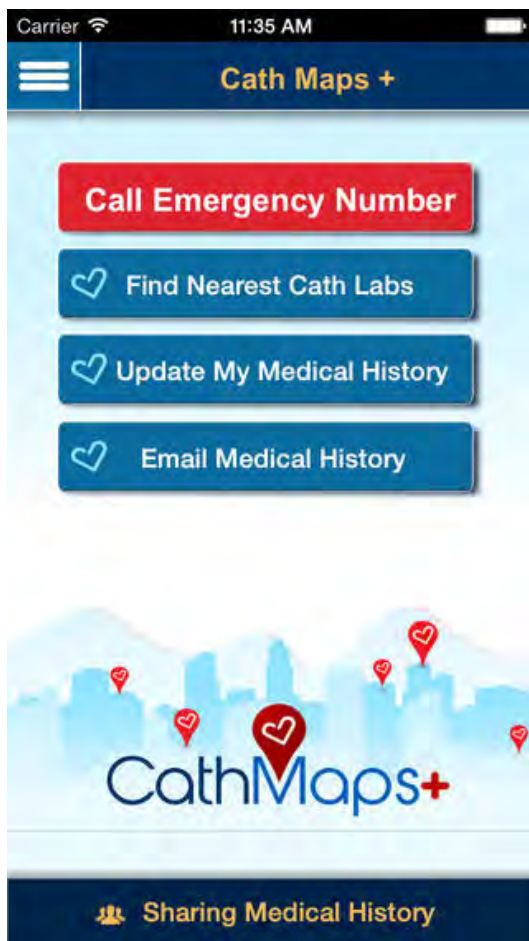 Carrier 11:35 AM
Cath Maps +
Call Emergency Number
Find Nearest Cath Labs
Update My Medical History
Email Medical History
CathMaps+
Sharing Medical History